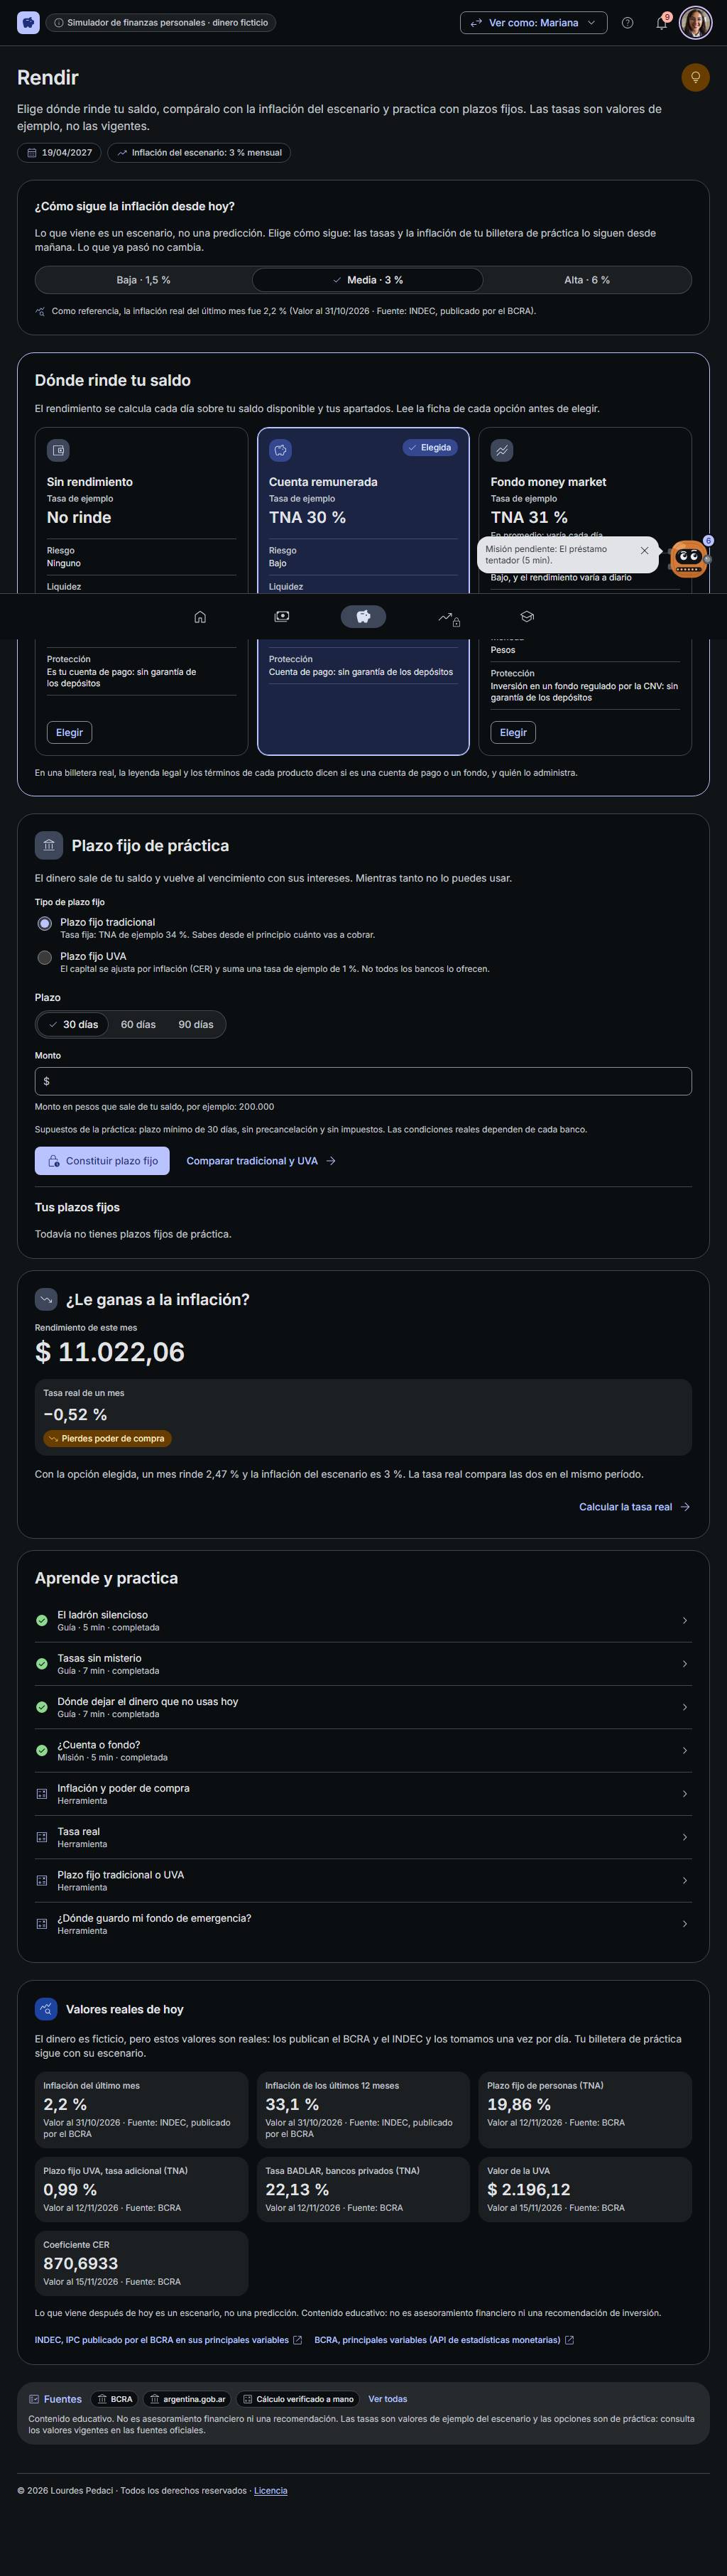 Simulador de finanzas personales · dinero ficticio
Ver como: Mariana
9
Rendir
Elige dónde rinde tu saldo, compáralo con la inflación del escenario y practica con plazos fijos. Las tasas son valores de
ejemplo, no las vigentes.
19/04/2027
Inflación del escenario: 3 % mensual
¿Cómo sigue la inflación desde hoy?
Lo que viene es un escenario, no una predicción. Elige cómo sigue: las tasas y la inflación de tu billetera de práctica lo siguen desde
mañana. Lo que ya pasó no cambia.
Baja · 1,5 %
Media · 3 %
Alta · 6 %
Como referencia, la inflación real del último mes fue 2,2 % (Valor al 31/10/2026 · Fuente: INDEC, publicado por el BCRA).
Dónde rinde tu saldo
El rendimiento se calcula cada día sobre tu saldo disponible y tus apartados. Lee la ficha de cada opción antes de elegir.
Sin rendimiento
Tasa de ejemplo
No rinde
Riesgo
Ninguno
Liquidez
Protección
Es tu cuenta de pago: sin garantía de
los depósitos
Elegir
Elegida
Cuenta remunerada
Tasa de ejemplo
TNA 30 %
Riesgo
Bajo
Liquidez
Protección
Cuenta de pago: sin garantía de los depósitos
Fondo money market
Tasa de ejemplo
TNA 31 %
En promedio: varía cada día
Misión pendiente: El préstamo
tentador (5 min).
6
Bajo, y el rendimiento varía a diario
Moneda
Pesos
Protección
Inversión en un fondo regulado por la CNV: sin
garantía de los depósitos
Elegir
En una billetera real, la leyenda legal y los términos de cada producto dicen si es una cuenta de pago o un fondo, y quién lo administra.
Plazo fijo de práctica
El dinero sale de tu saldo y vuelve al vencimiento con sus intereses. Mientras tanto no lo puedes usar.
Tipo de plazo fijo
Plazo fijo tradicional
Tasa fija: TNA de ejemplo 34 %. Sabes desde el principio cuánto vas a cobrar.
Plazo fijo UVA
El capital se ajusta por inflación (CER) y suma una tasa de ejemplo de 1 %. No todos los bancos lo ofrecen.
Plazo
30 días
60 días
90 días
Monto
$
Monto en pesos que sale de tu saldo, por ejemplo: 200.000
Supuestos de la práctica: plazo mínimo de 30 días, sin precancelación y sin impuestos. Las condiciones reales dependen de cada banco.
Constituir plazo fijo
Comparar tradicional y UVA
Tus plazos fijos
Todavía no tienes plazos fijos de práctica.
¿Le ganas a la inflación?
Rendimiento de este mes
$ 11.022,06
Tasa real de un mes
−0,52 %
Pierdes poder de compra
Con la opción elegida, un mes rinde 2,47 % y la inflación del escenario es 3 %. La tasa real compara las dos en el mismo período.
Calcular la tasa real
Aprende y practica
El ladrón silencioso
Guía · 5 min · completada
Tasas sin misterio
Guía · 7 min · completada
Dónde dejar el dinero que no usas hoy
Guía · 7 min · completada
¿Cuenta o fondo?
Misión · 5 min · completada
Inflación y poder de compra
Herramienta
Tasa real
Herramienta
Plazo fijo tradicional o UVA
Herramienta
¿Dónde guardo mi fondo de emergencia?
Herramienta
Valores reales de hoy
El dinero es ficticio, pero estos valores son reales: los publican el BCRA y el INDEC y los tomamos una vez por día. Tu billetera de práctica
sigue con su escenario.
Inflación del último mes
2,2 %
Valor al 31/10/2026 · Fuente: INDEC, publicado
por el BCRA
Inflación de los últimos 12 meses
33,1 %
Valor al 31/10/2026 · Fuente: INDEC, publicado
por el BCRA
Plazo fijo de personas (TNA)
19,86 %
Valor al 12/11/2026 · Fuente: BCRA
Plazo fijo UVA, tasa adicional (TNA)
0,99 %
Valor al 12/11/2026 · Fuente: BCRA
Tasa BADLAR, bancos privados (TNA)
22,13 %
Valor al 12/11/2026 · Fuente: BCRA
Valor de la UVA
$ 2.196,12
Valor al 15/11/2026 · Fuente: BCRA
Coeficiente CER
870,6933
Valor al 15/11/2026 · Fuente: BCRA
Lo que viene después de hoy es un escenario, no una predicción. Contenido educativo: no es asesoramiento financiero ni una recomendación de inversión.
INDEC, IPC publicado por el BCRA en sus principales variables
BCRA, principales variables (API de estadísticas monetarias)
Fuentes
BCRA
argentina.gob.ar
Cálculo verificado a mano
Ver todas
Contenido educativo. No es asesoramiento financiero ni una recomendación. Las tasas son valores de ejemplo del escenario y las opciones son de práctica: consulta
los valores vigentes en las fuentes oficiales.
© 2026 Lourdes Pedaci · Todos los derechos reservados · Licencia